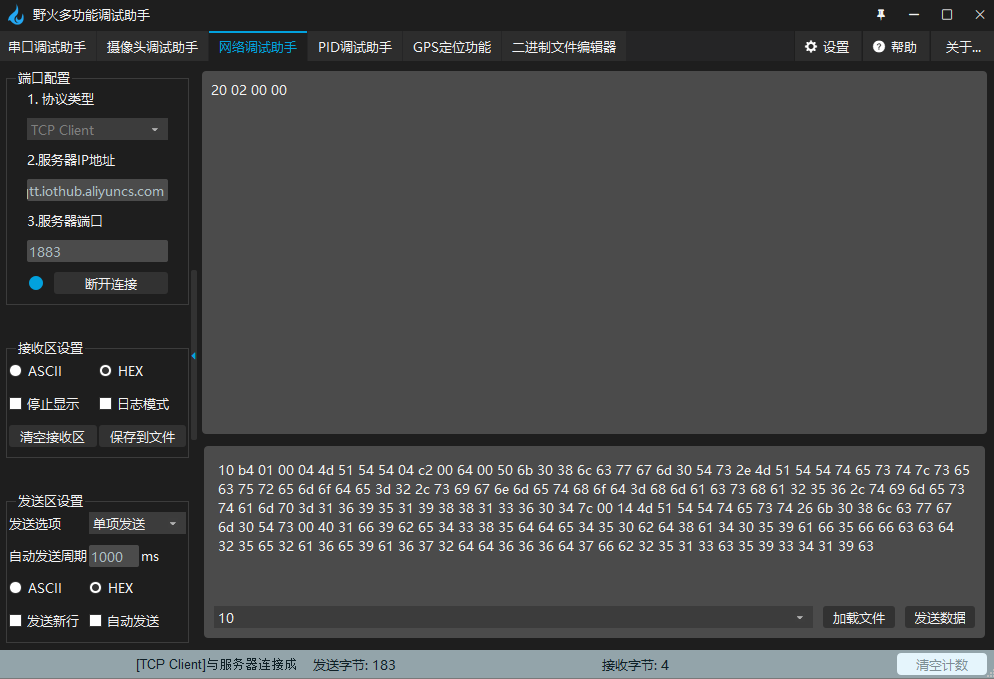 野火多功能调试助手
串口调试助手 摄像头调试助手 网络调试助手 PID调试助手 GPS定位功能 二进制文件编辑器 设置 帮助 关于...
端口配置
1. 协议类型
TCP Client
2.服务器IP地址
tt.iothub.aliyuncs.com
3.服务器端口
1883
断开连接
接收区设置
ASCII HEX
停止显示 日志模式
清空接收区 保存到文件
发送区设置
发送选项 单项发送
自动发送周期 1000 ms
ASCII HEX
发送新行 自动发送
20 02 00 00
10 b4 01 00 04 4d 51 54 54 04 c2 00 64 00 50 6b 30 38 6c 63 77 67 6d 30 54 73 2e 4d 51 54 54 74 65 73 74 7c 73 65
63 75 72 65 6d 6f 64 65 3d 32 2c 73 69 67 6e 6d 65 74 68 6f 64 3d 68 6d 61 63 73 68 61 32 35 36 2c 74 69 6d 65 73
74 61 6d 70 3d 31 36 39 35 31 39 38 38 31 33 36 30 34 7c 00 14 4d 51 54 54 74 65 73 74 26 6b 30 38 6c 63 77 67
6d 30 54 73 00 40 31 66 39 62 65 34 33 38 35 64 64 65 34 35 30 62 64 38 61 34 30 35 39 61 66 35 66 66 63 63 64
32 35 65 32 61 36 65 39 61 36 37 32 64 64 36 36 36 64 37 66 62 32 35 31 33 63 35 39 33 34 31 39 63
10
加载文件 发送数据
[TCP Client]与服务器连接成 发送字节: 183 接收字节: 4 清空计数